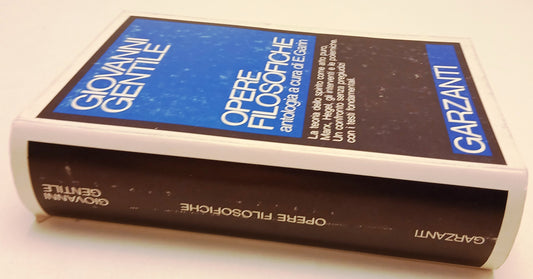 GIOVANNI
GENTILE
OPERE
FILOSOFICHE
antologia a cura di E. Garin
La teoria dello spirito come atto puro,
Marx, Hegel, gli interventi e le polemiche.
Un confronto senza pregiudizi
con i testi fondamentali.
GARZANTI
GIOVANNI
GENTILE
OPERE FILOSOFICHE
GARZANTI